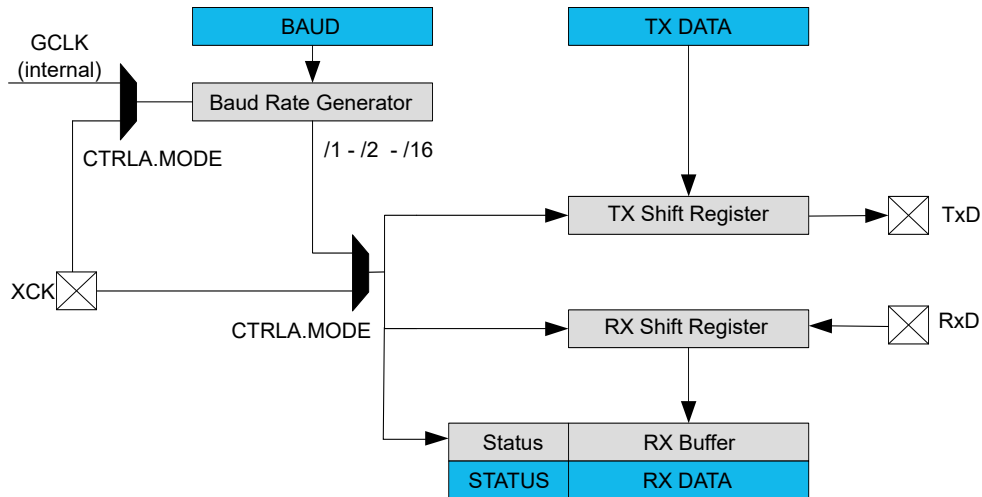 BAUD
TX DATA
GCLK
(internal)
Baud Rate Generator
/1 - /2 - /16
CTRLA.MODE
TX Shift Register
TxD
XCK
CTRLA.MODE
RX Shift Register
RxD
Status
RX Buffer
STATUS
RX DATA